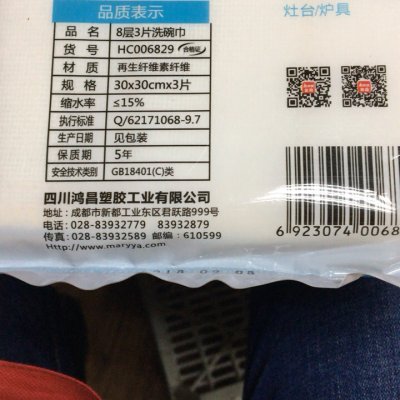 品质表示
灶台/炉具
品名 8层3片洗碗巾
货号 HC006829 合格证
材质 再生纤维素纤维
规格 30x30cmx3片
缩水率 ≤15%
执行标准 Q/62171068-9.7
生产日期 见包装
保质期 5年
安全技术类别 GB18401(C)类
四川鸿昌塑胶工业有限公司
地址：成都市新都工业东区君跃路999号
电话：028-83932779 83932879
传真：028-83932589 邮编：610599
Http://www.maryya.com
6 923074 0068